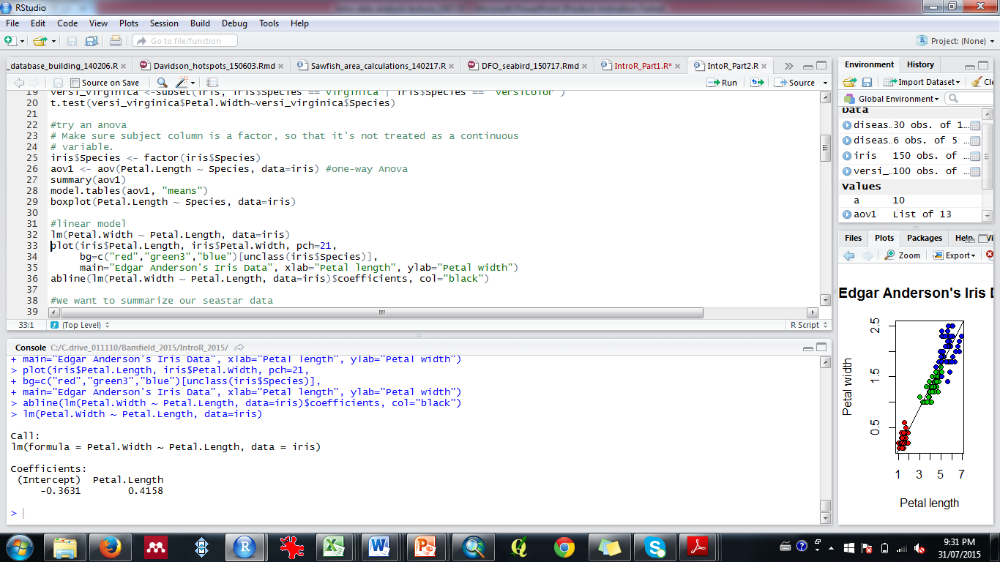 RStudio
File Edit Code View Plots Session Build Debug Tools Help
Go to file/function
Project: (None)
_database_building_140206.R
Davidson_hotspots_150603.Rmd
Sawfish_area_calculations_140217.R
DFO_seabird_150717.Rmd
IntroR_Part1.R*
IntoR_Part2.R
Source on Save
Run
Source
19 versi_virginica <-subset(iris, iris$Species == "virginica" | iris$Species == "versicolor")
20 t.test(versi_virginica$Petal.Width~versi_virginica$Species)
21
22 #try an anova
23 # Make sure subject column is a factor, so that it's not treated as a continuous
24 # variable.
25 iris$Species <- factor(iris$Species)
26 aov1 <- aov(Petal.Length ~ Species, data=iris) #one-way Anova
27 summary(aov1)
28 model.tables(aov1, "means")
29 boxplot(Petal.Length ~ Species, data=iris)
30
31 #linear model
32 lm(Petal.Width ~ Petal.Length, data=iris)
33 plot(iris$Petal.Length, iris$Petal.Width, pch=21,
34 bg=c("red","green3","blue")[unclass(iris$Species)],
35 main="Edgar Anderson's Iris Data", xlab="Petal length", ylab="Petal width")
36 abline(lm(Petal.Width ~ Petal.Length, data=iris)$coefficients, col="black")
37
38 #We want to summarize our seastar data
39
33:1 (Top Level) R Script
Console C:/C.drive_011110/Bamfield_2015/IntroR_2015/
+ main="Edgar Anderson's Iris Data", xlab="Petal length", ylab="Petal width")
> plot(iris$Petal.Length, iris$Petal.Width, pch=21,
+ bg=c("red","green3","blue")[unclass(iris$Species)],
+ main="Edgar Anderson's Iris Data", xlab="Petal length", ylab="Petal width")
> abline(lm(Petal.Width ~ Petal.Length, data=iris)$coefficients, col="black")
> lm(Petal.Width ~ Petal.Length, data=iris)
Call:
lm(formula = Petal.Width ~ Petal.Length, data = iris)
Coefficients:
(Intercept) Petal.Length
-0.3631 0.4158
>
Environment History
Import Dataset Cle
Global Environment
Data
diseas… 30 obs. of 1…
diseas… 6 obs. of 5 …
iris 150 obs. of …
versi_… 100 obs. of …
Values
a 10
aov1 List of 13
Files Plots Packages Help Vi
Zoom Export
Edgar Anderson's Iris D
2.5
1.5
0.5
Petal width
1 3 5 7
Petal length
9:31 PM
31/07/2015